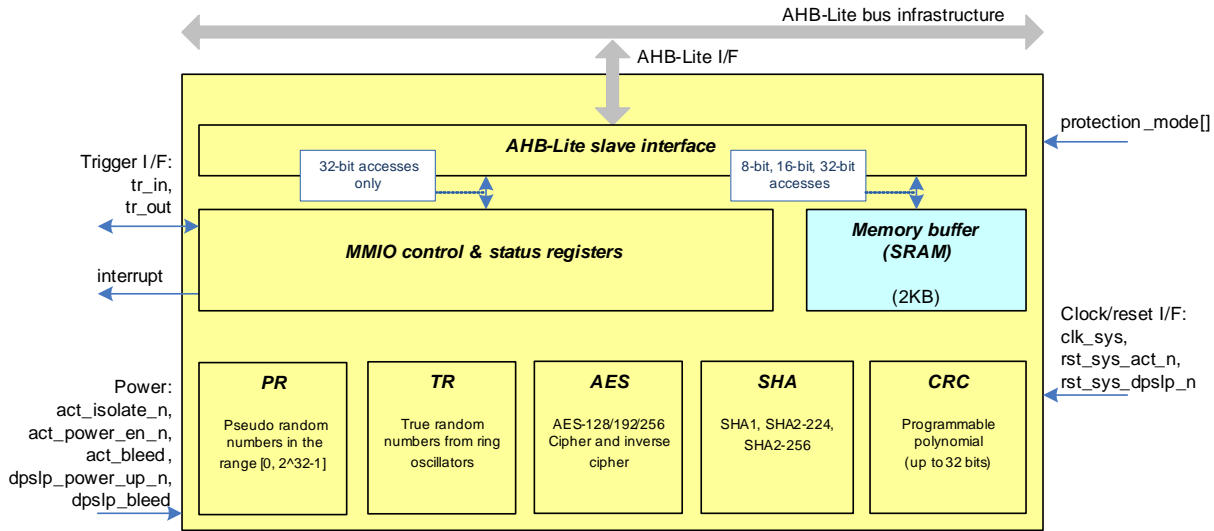 AHB-Lite bus infrastructure
AHB-Lite I/F
protection_mode[]
AHB-Lite slave interface
Trigger I/F:
tr_in,
tr_out
32-bit accesses
only
8-bit, 16-bit, 32-bit
accesses
MMIO control & status registers
Memory buffer
(SRAM)
(2KB)
interrupt
Clock/reset I/F:
clk_sys,
rst_sys_act_n,
rst_sys_dpslp_n
Power:
act_isolate_n,
act_power_en_n,
act_bleed,
dpslp_power_up_n,
dpslp_bleed
PR
Pseudo random
numbers in the
range [0, 2^32-1]
TR
True random
numbers from ring
oscillators
AES
AES-128/192/256
Cipher and inverse
cipher
SHA
SHA1, SHA2-224,
SHA2-256
CRC
Programmable
polynomial
(up to 32 bits)